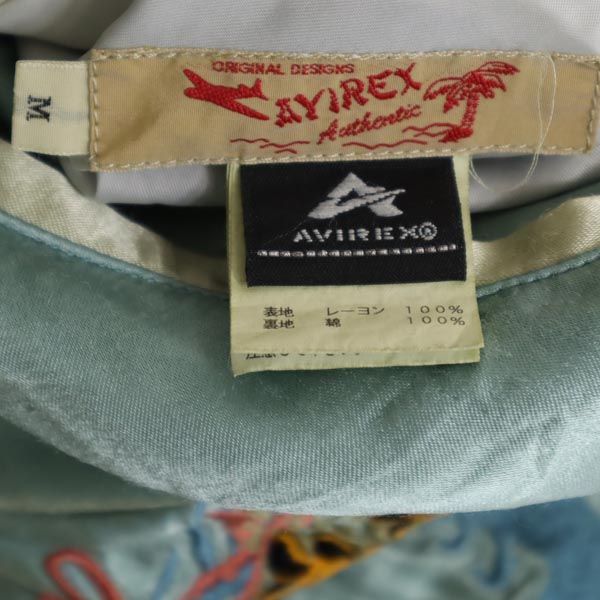 ORIGINAL DESIGNS
AVIREX
Authentic
M
AVIREX®
表地 レーヨン 100%
裏地 綿 100%